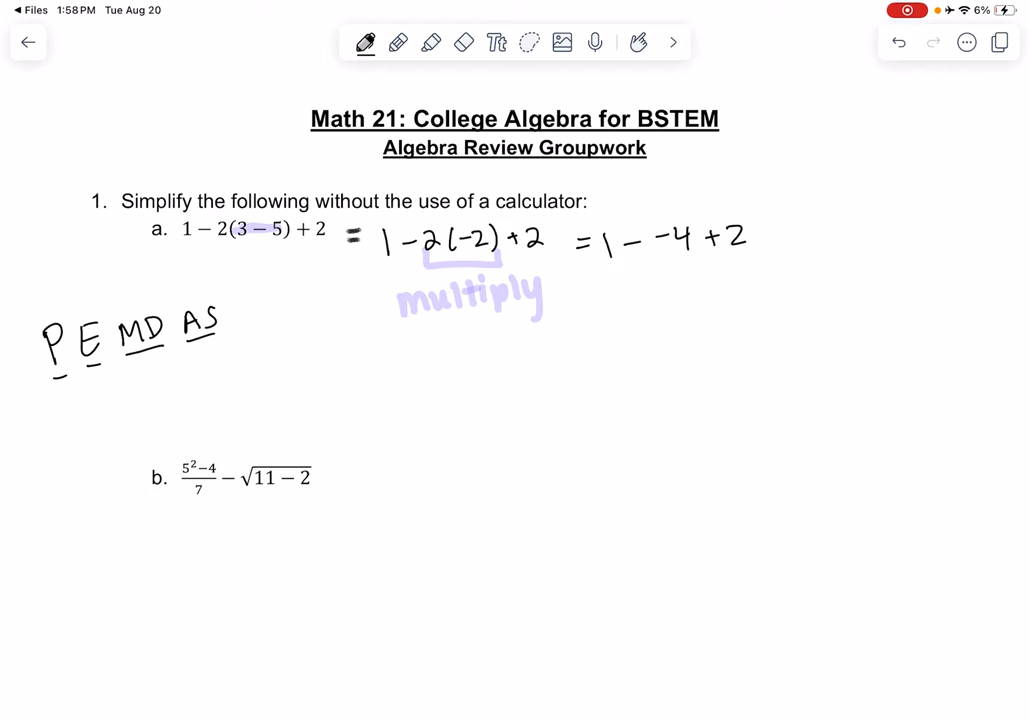 Files 1:58 PM Tue Aug 20 6%
Tt
Math 21: College Algebra for BSTEM
Algebra Review Groupwork
1. Simplify the following without the use of a calculator:
a. 1 − 2(3 − 5) + 2 = 1 - 2(-2) + 2 = 1 - -4 + 2
multiply
P E MD AS
b. (5² − 4)/7 − √(11 − 2)